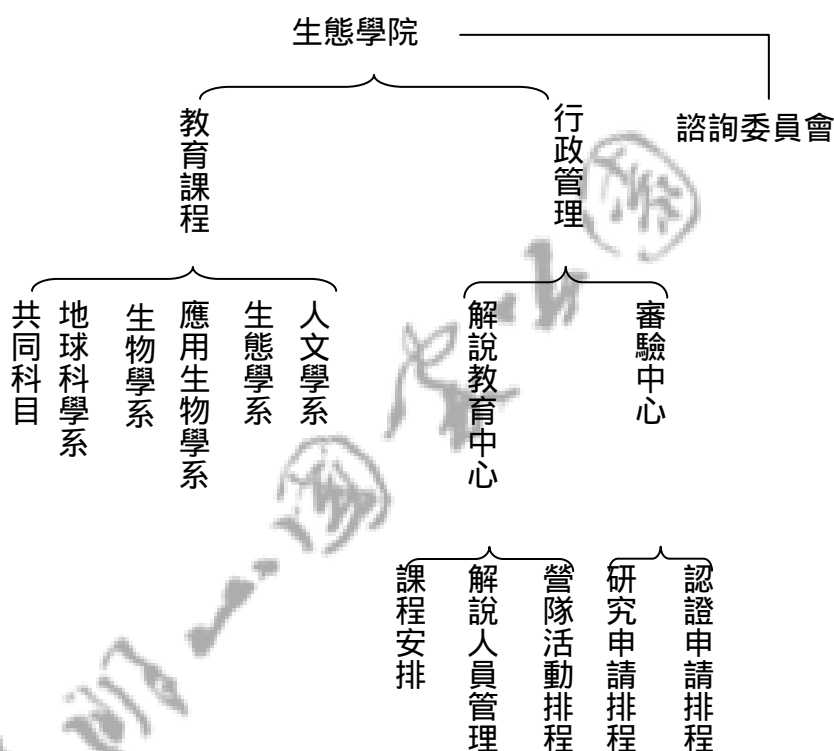 生態學院
諮詢委員會
教育課程
行政管理
共同科目
地球科學系
生物學系
應用生物學系
生態學系
人文學系
解說教育中心
審驗中心
課程安排
解說人員管理
營隊活動排程
研究申請排程
認證申請排程